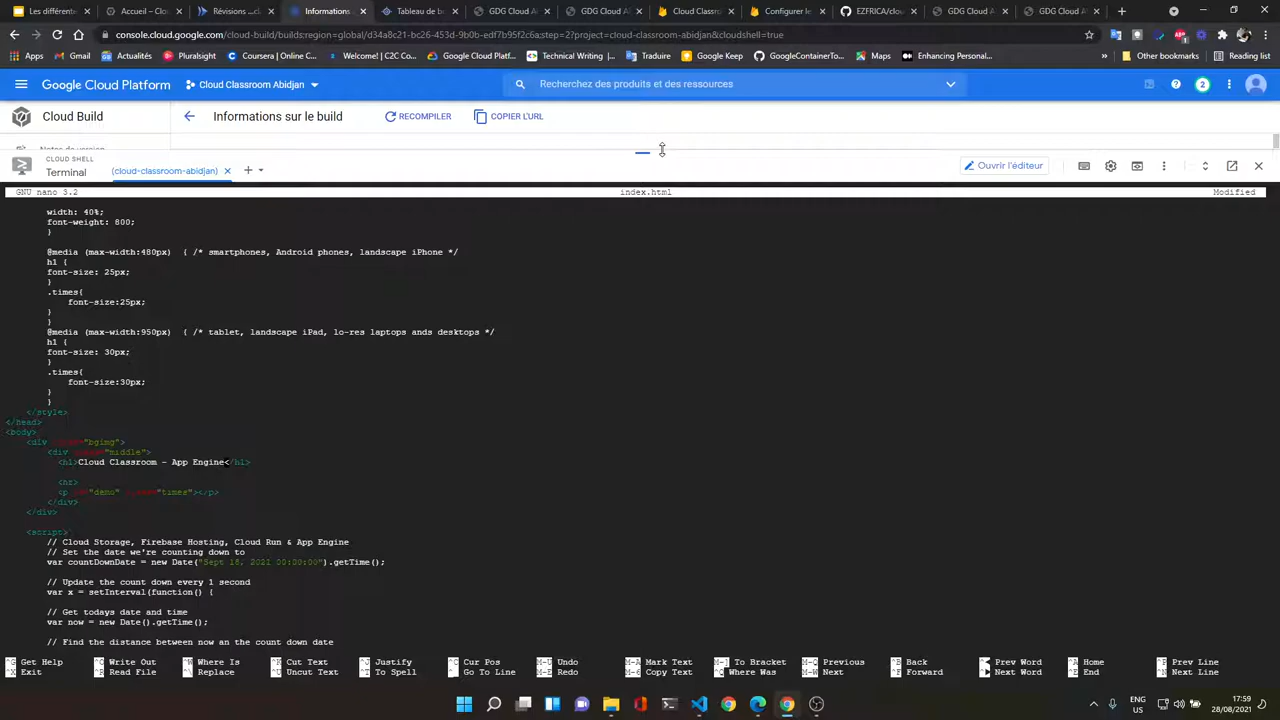 Les différente
Accueil – Clo
Révisions ...cl
Informations
Tableau de bo
GDG Cloud A
GDG Cloud A
Cloud Classro
Configurer le
EZFRICA/clou
GDG Cloud A
GDG Cloud A
console.cloud.google.com/cloud-build/builds;region=global/d34a8c21-bc26-453d-9b0b-edf7b95f2c6a;step=2?project=cloud-classroom-abidjan&cloudshell=true
Apps
Gmail
Actualités
Pluralsight
Coursera | Online C...
Welcome! | C2C Co...
Google Cloud Platf...
Technical Writing |...
Traduire
Google Keep
GoogleContainerTo...
Maps
Enhancing Personal...
Other bookmarks
Reading list
Google Cloud Platform
Cloud Classroom Abidjan
Recherchez des produits et des ressources
2
Cloud Build
Informations sur le build
RECOMPILER
COPIER L'URL
Notes de version
CLOUD SHELL
Terminal
(cloud-classroom-abidjan)
Ouvrir l'éditeur
GNU nano 3.2
index.html
Modified
width: 40%;
font-weight: 800;
}
@media (max-width:480px)  { /* smartphones, Android phones, landscape iPhone */
h1 {
font-size: 25px;
}
.times{
font-size:25px;
}
}
@media (max-width:950px)  { /* tablet, landscape iPad, lo-res laptops ands desktops */
h1 {
font-size: 30px;
}
.times{
font-size:30px;
}
}
</style>
</head>
<body>
<div class="bgimg">
<div class="middle">
<h1>Cloud Classroom - App Engine</h1>
<hr>
<p id="demo" class="times"></p>
</div>
</div>
<script>
// Cloud Storage, Firebase Hosting, Cloud Run & App Engine
// Set the date we're counting down to
var countDownDate = new Date("Sept 18, 2021 00:00:00").getTime();
// Update the count down every 1 second
var x = setInterval(function() {
// Get todays date and time
var now = new Date().getTime();
// Find the distance between now an the count down date
^G Get Help
^O Write Out
^W Where Is
^K Cut Text
^J Justify
^C Cur Pos
M-U Undo
M-A Mark Text
M-] To Bracket
M-Q Previous
^B Back
Prev Word
^A Home
^P Prev Line
^X Exit
^R Read File
^\ Replace
^U Uncut Text
^T To Spell
^_ Go To Line
M-E Redo
M-6 Copy Text
^Q Where Was
M-W Next
^F Forward
Next Word
^E End
^N Next Line
ENG
US
17:59
28/08/2021